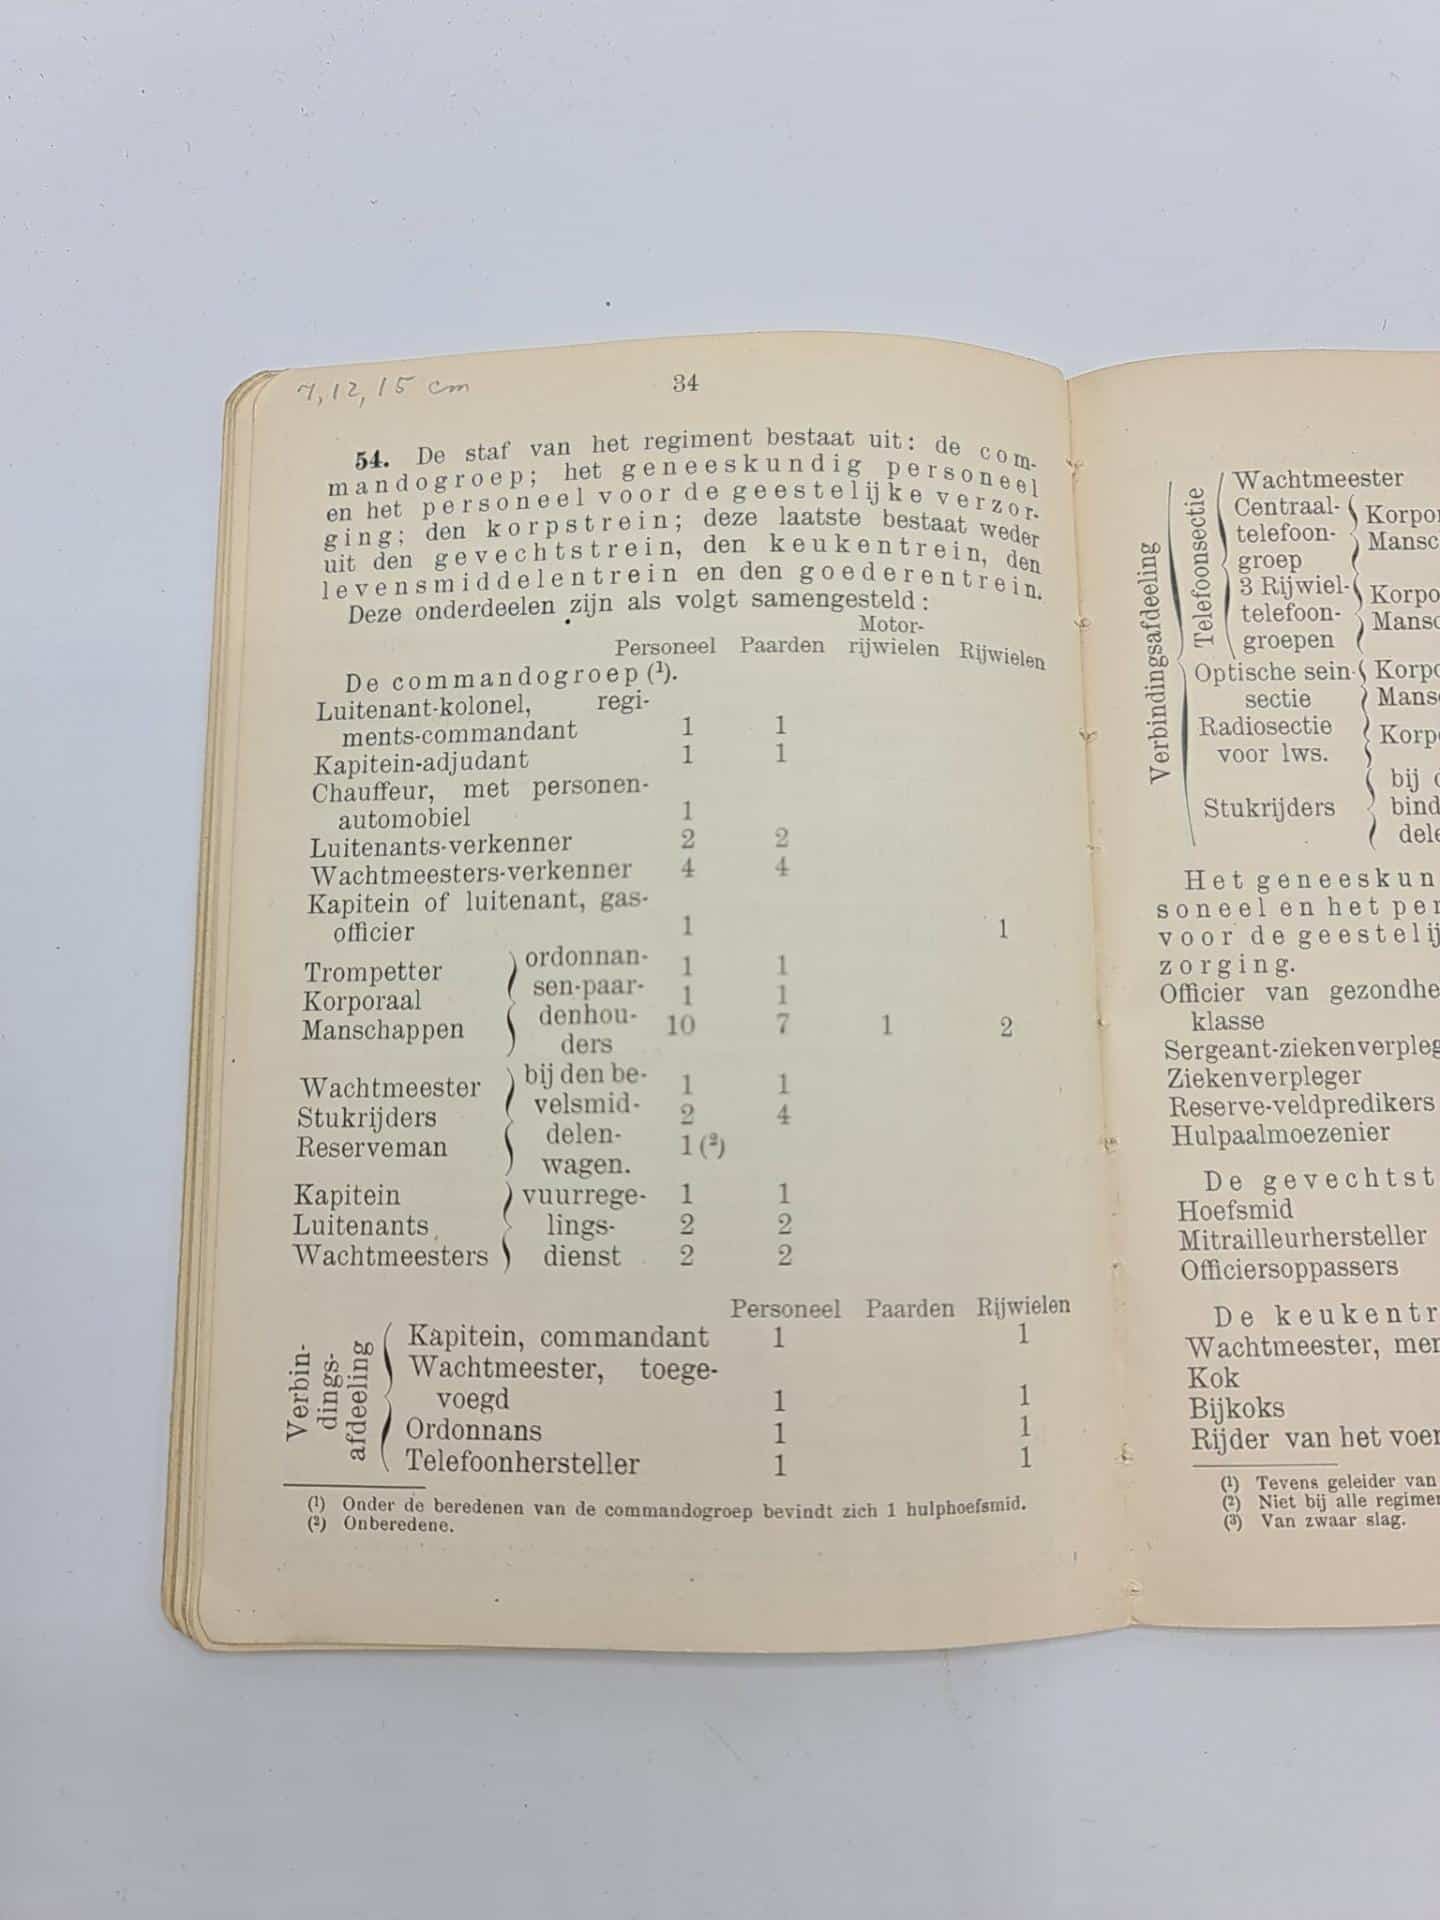 7, 12, 15 cm
34
54. De staf van het regiment bestaat uit: de com-
mandogroep; het geneeskundig personeel
en het personeel voor de geestelijke verzor-
ging; den korpstrein; deze laatste bestaat weder
uit den gevechtstrein, den keukentrein, den
levensmiddelentrein en den goederentrein.
Deze onderdeelen zijn als volgt samengesteld:
Motor-
Personeel Paarden rijwielen Rijwielen
De commandogroep (¹).
Luitenant-kolonel, regi-
ments-commandant 1 1
Kapitein-adjudant 1 1
Chauffeur, met personen-
automobiel 1
Luitenants-verkenner 2 2
Wachtmeesters-verkenner 4 4
Kapitein of luitenant, gas-
officier 1 1
Trompetter ordonnan- 1 1
Korporaal sen-paar- 1 1
Manschappen denhou- 10 7 1 2
ders
Wachtmeester bij den be- 1 1
Stukrijders velsmid- 2 4
Reserveman delen- 1 (²)
wagen.
Kapitein vuurrege- 1 1
Luitenants lings- 2 2
Wachtmeesters dienst 2 2
Personeel Paarden Rijwielen
Verbin-
dings-
afdeeling
Kapitein, commandant 1 1
Wachtmeester, toege-
voegd 1 1
Ordonnans 1 1
Telefoonhersteller 1 1
(¹) Onder de beredenen van de commandogroep bevindt zich 1 hulphoefsmid.
(²) Onberedene.
Verbindingsafdeeling
Telefoonsectie
Wachtmeester
Centraal- Korpo
telefoon- Mansc
groep
3 Rijwiel- Korpo
telefoon- Mansc
groepen
Optische sein- Korpo
sectie Mans
Radiosectie Korp
voor lws.
bij
Stukrijders bind
dele
Het geneeskun
soneel en het per
voor de geestelij
zorging.
Officier van gezondhe
klasse
Sergeant-ziekenverpleg
Ziekenverpleger
Reserve-veldpredikers
Hulpaalmoezenier
De gevechtst
Hoefsmid
Mitrailleurhersteller
Officiersoppassers
De keukentr
Wachtmeester, mer
Kok
Bijkoks
Rijder van het voer
(¹) Tevens geleider van
(²) Niet bij alle regimen
(³) Van zwaar slag.